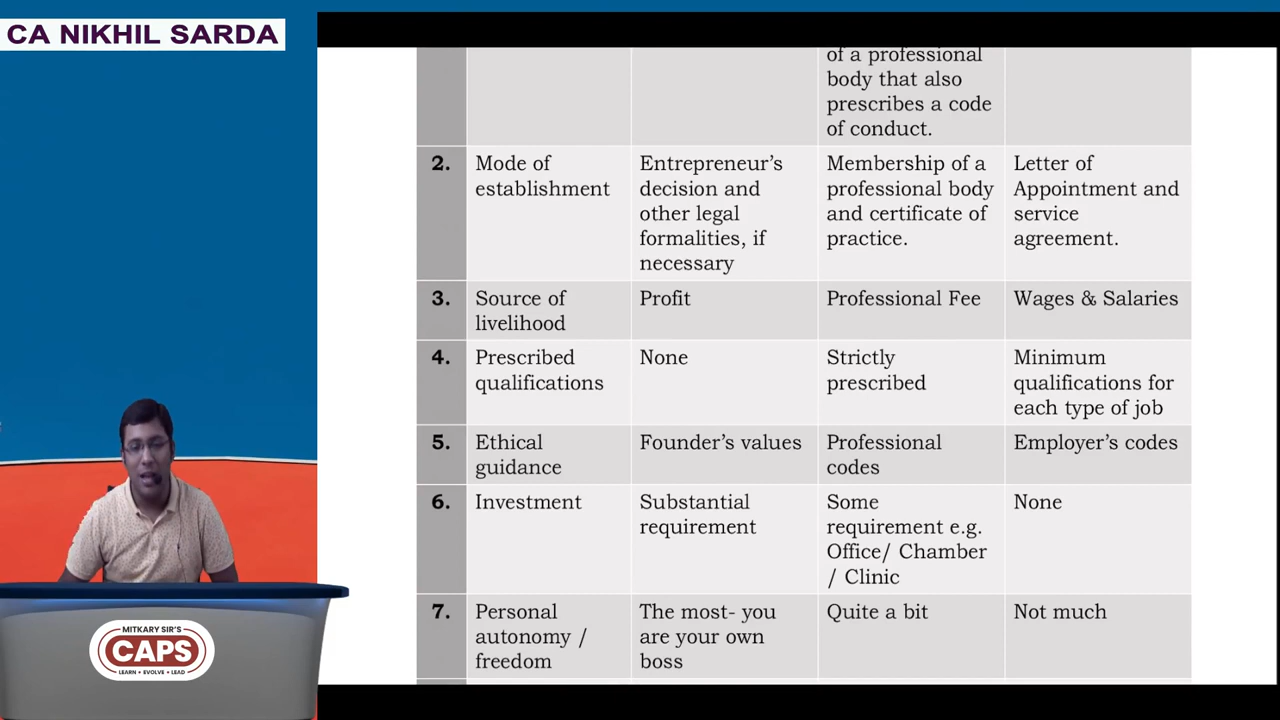 CA NIKHIL SARDA
of a professional
body that also
prescribes a code
of conduct.
2.
Mode of
establishment
Entrepreneur's
decision and
other legal
formalities, if
necessary
Membership of a
professional body
and certificate of
practice.
Letter of
Appointment and
service
agreement.
3.
Source of
livelihood
Profit
Professional Fee
Wages & Salaries
4.
Prescribed
qualifications
None
Strictly
prescribed
Minimum
qualifications for
each type of job
5.
Ethical
guidance
Founder's values
Professional
codes
Employer's codes
6.
Investment
Substantial
requirement
Some
requirement e.g.
Office/ Chamber
/ Clinic
None
7.
Personal
autonomy /
freedom
The most- you
are your own
boss
Quite a bit
Not much
MITKARY SIR'S
CAPS
LEARN • EVOLVE • LEAD